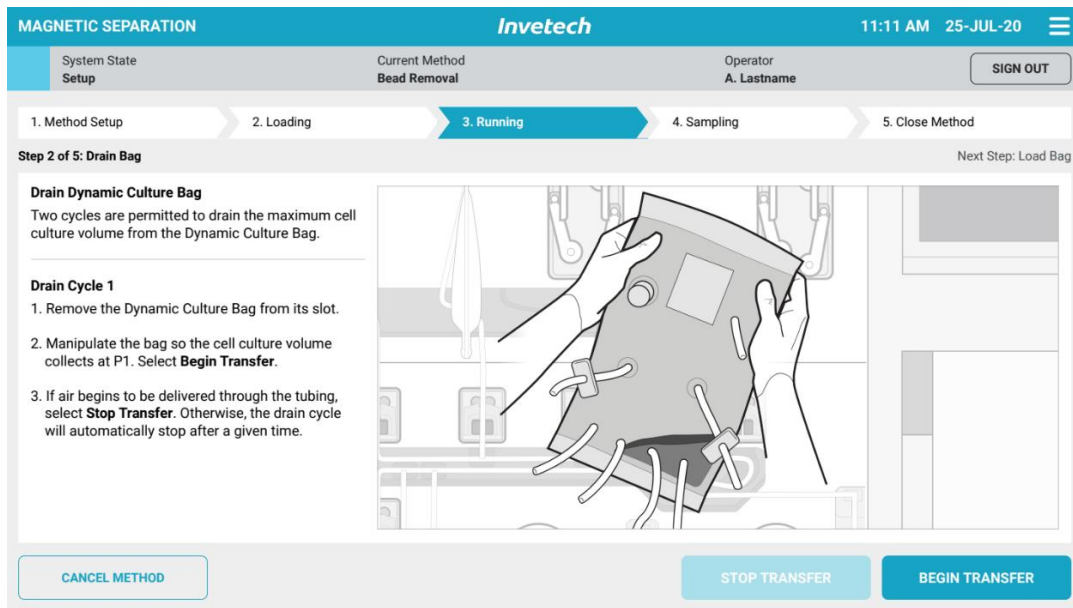 MAGNETIC SEPARATION
Invetech
11:11 AM 25-JUL-20
System State
Setup
Current Method
Bead Removal
Operator
A. Lastname
SIGN OUT
1. Method Setup
2. Loading
3. Running
4. Sampling
5. Close Method
Step 2 of 5: Drain Bag
Next Step: Load Bag
Drain Dynamic Culture Bag
Two cycles are permitted to drain the maximum cell
culture volume from the Dynamic Culture Bag.
Drain Cycle 1
1. Remove the Dynamic Culture Bag from its slot.
2. Manipulate the bag so the cell culture volume
collects at P1. Select Begin Transfer.
3. If air begins to be delivered through the tubing,
select Stop Transfer. Otherwise, the drain cycle
will automatically stop after a given time.
CANCEL METHOD
STOP TRANSFER
BEGIN TRANSFER